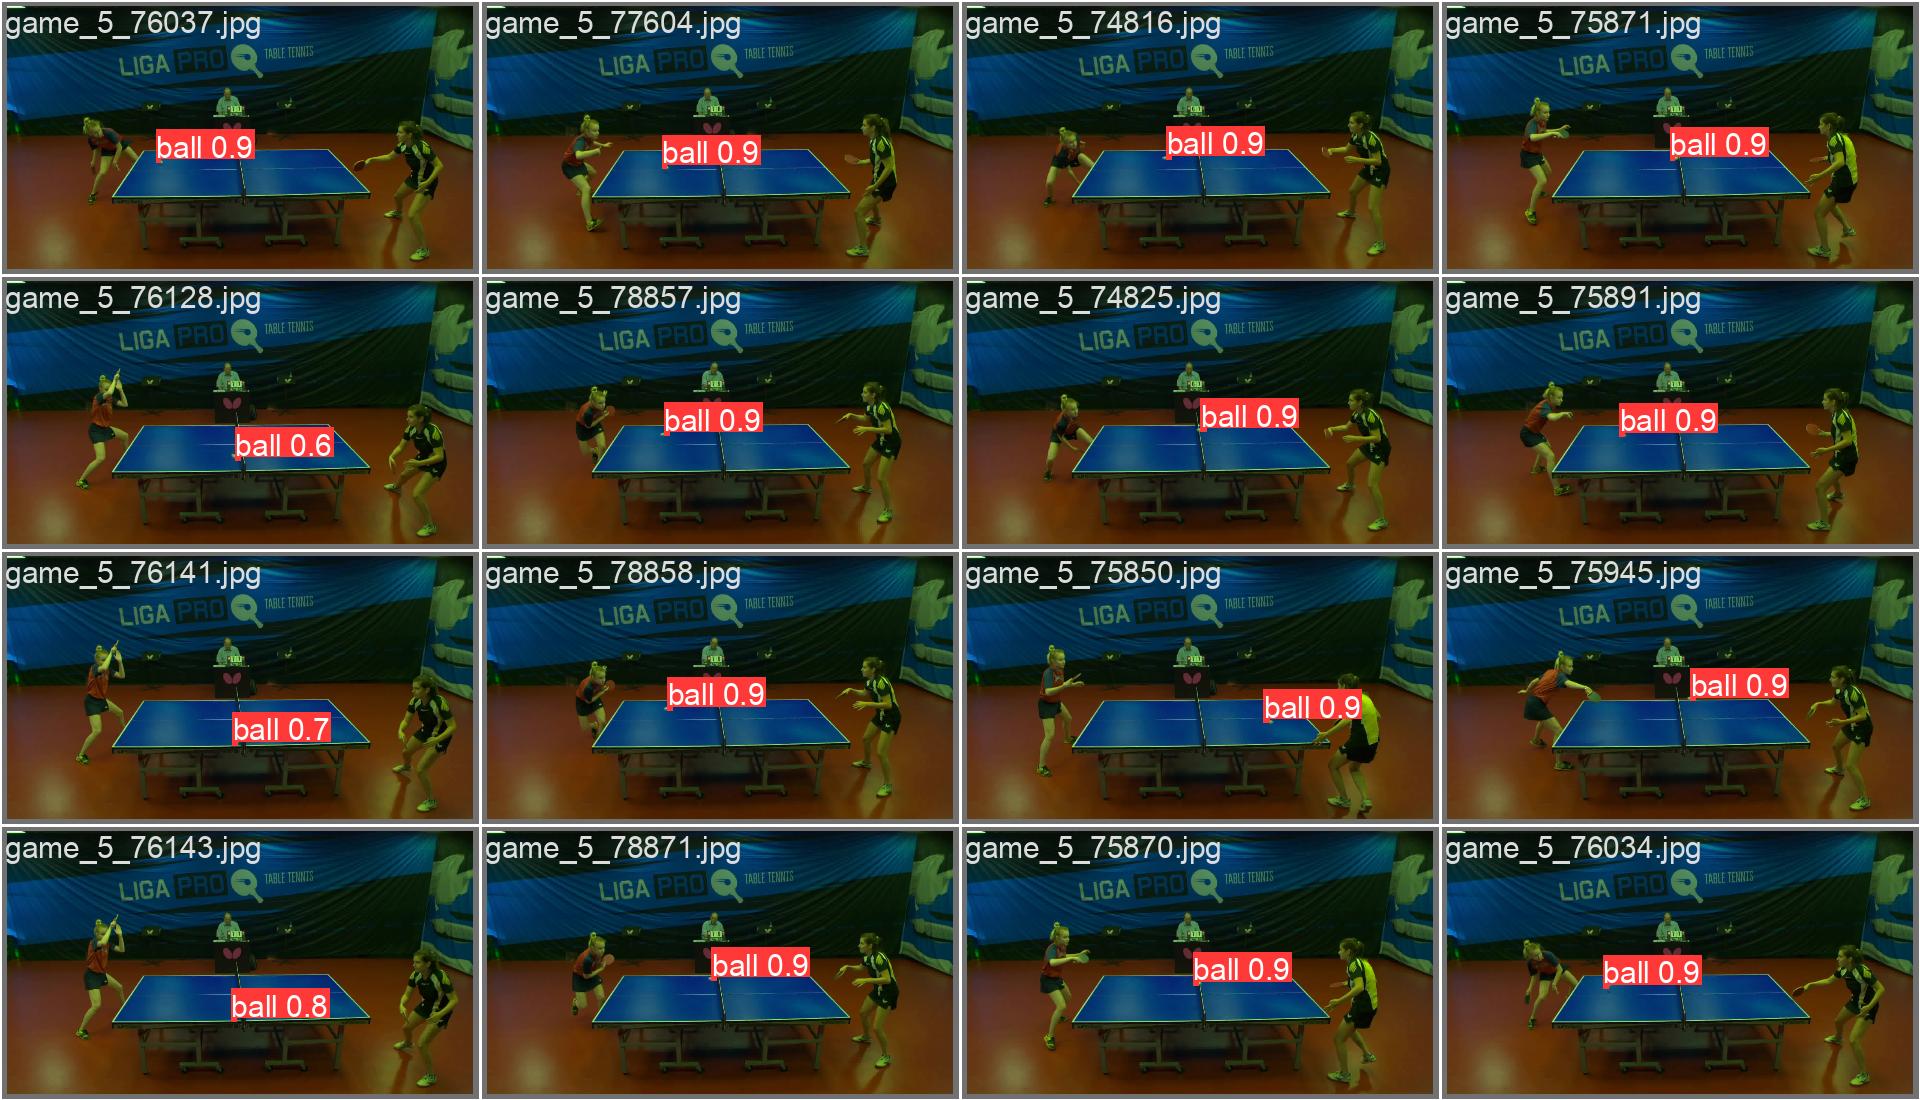 game_5_76037.jpg
LIGA PRO TABLE TENNIS
ball 0.9
game_5_77604.jpg
LIGA PRO TABLE TENNIS
ball 0.9
game_5_74816.jpg
LIGA PRO TABLE TENNIS
ball 0.9
game_5_75871.jpg
LIGA PRO TABLE TENNIS
ball 0.9
game_5_76128.jpg
LIGA PRO TABLE TENNIS
ball 0.6
game_5_78857.jpg
LIGA PRO TABLE TENNIS
ball 0.9
game_5_74825.jpg
LIGA PRO TABLE TENNIS
ball 0.9
game_5_75891.jpg
LIGA PRO TABLE TENNIS
ball 0.9
game_5_76141.jpg
LIGA PRO TABLE TENNIS
ball 0.7
game_5_78858.jpg
LIGA PRO TABLE TENNIS
ball 0.9
game_5_75850.jpg
LIGA PRO TABLE TENNIS
ball 0.9
game_5_75945.jpg
LIGA PRO TABLE TENNIS
ball 0.9
game_5_76143.jpg
LIGA PRO TABLE TENNIS
ball 0.8
game_5_78871.jpg
LIGA PRO TABLE TENNIS
ball 0.9
game_5_75870.jpg
LIGA PRO TABLE TENNIS
ball 0.9
game_5_76034.jpg
LIGA PRO TABLE TENNIS
ball 0.9